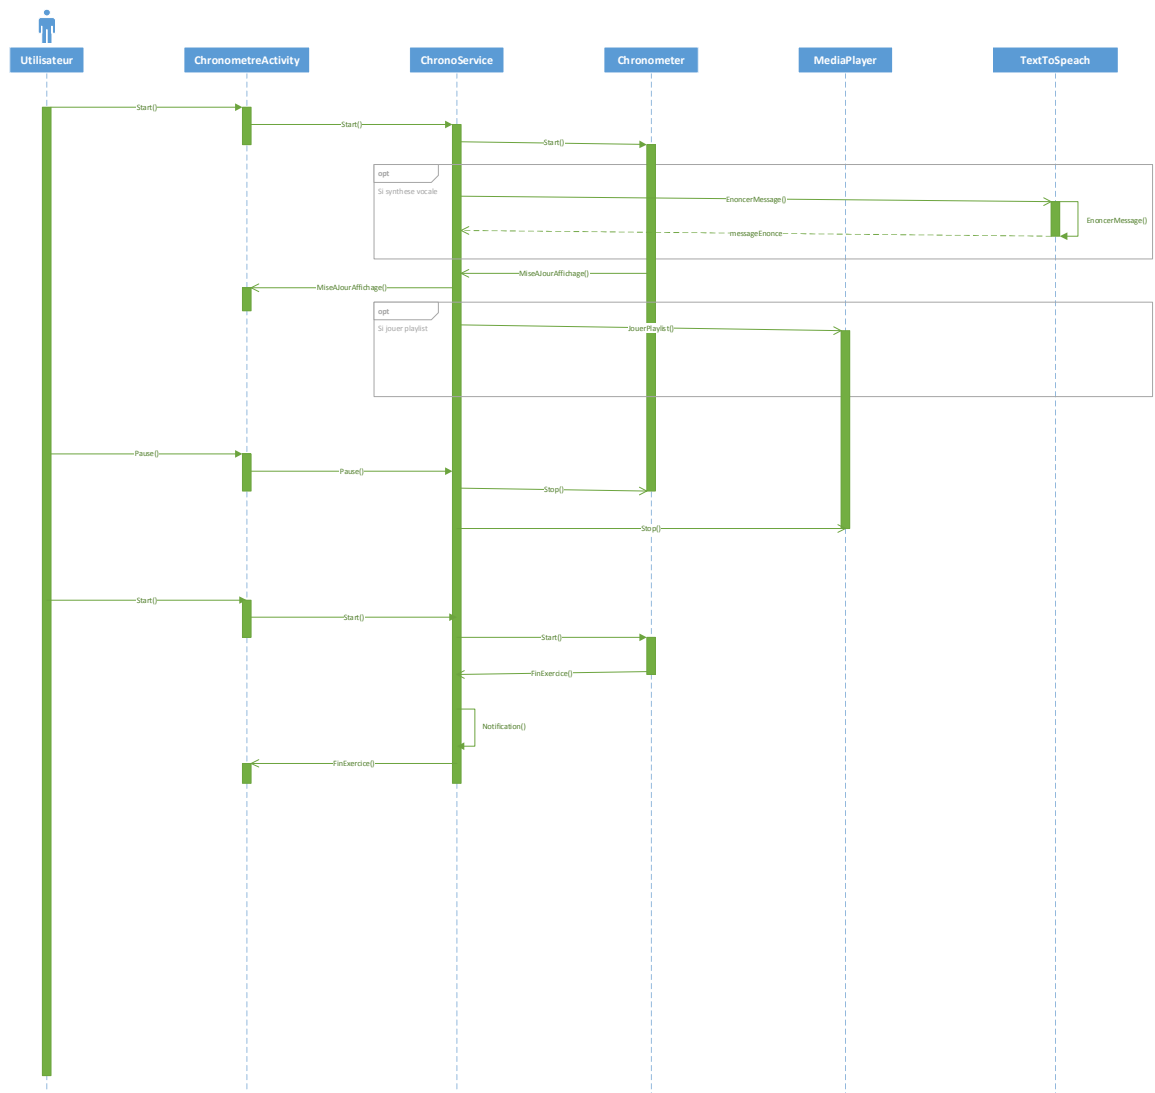 Utilisateur
ChronometreActivity
ChronoService
Chronometer
MediaPlayer
TextToSpeach
Start()
Start()
Start()
opt
Si synthese vocale
EnoncerMessage()
EnoncerMessage()
messageEnonce
MiseAJourAffichage()
MiseAJourAffichage()
opt
Si jouer playlist
JouerPlaylist()
Pause()
Pause()
Stop()
Stop()
Start()
Start()
Start()
FinExercice()
Notification()
FinExercice()